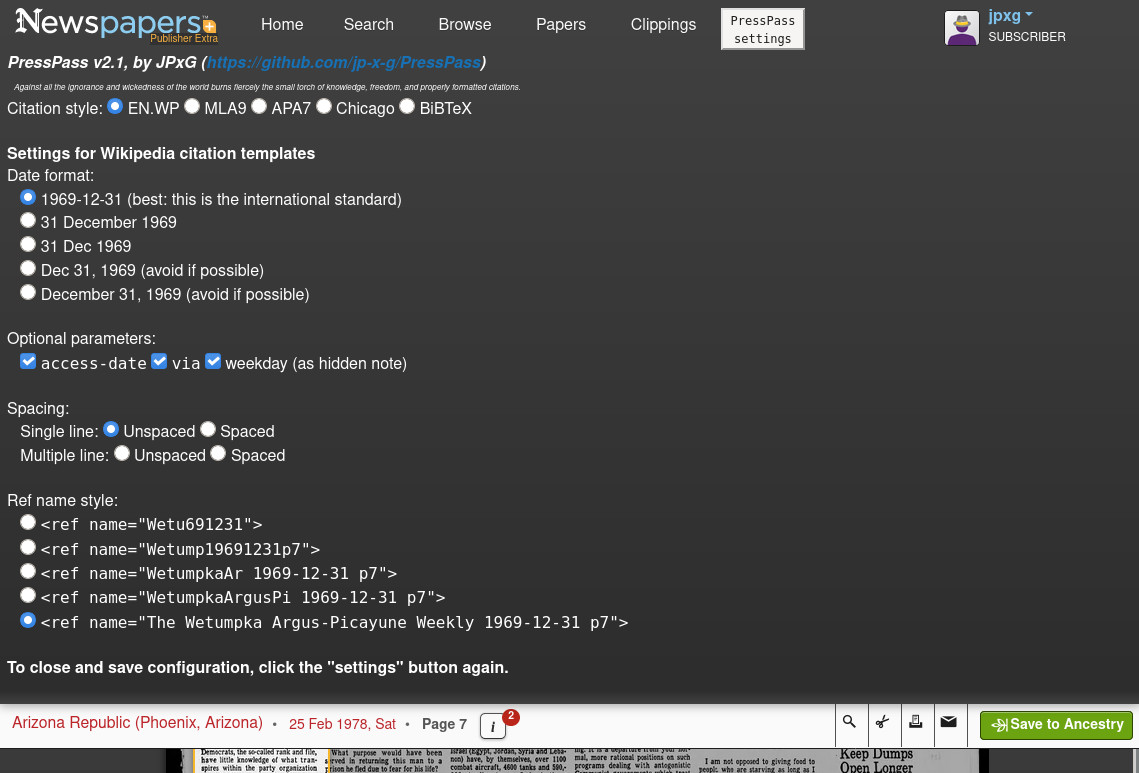 Newspapers™ Home Search Browse Papers Clippings PressPass settings jpxg
Publisher Extra SUBSCRIBER
PressPass v2.1, by JPxG (https://github.com/jp-x-g/PressPass)
Against all the ignorance and wickedness of the world burns fiercely the small torch of knowledge, freedom, and properly formatted citations.
Citation style: EN.WP MLA9 APA7 Chicago BiBTeX
Settings for Wikipedia citation templates
Date format:
1969-12-31 (best: this is the international standard)
31 December 1969
31 Dec 1969
Dec 31, 1969 (avoid if possible)
December 31, 1969 (avoid if possible)
Optional parameters:
access-date via weekday (as hidden note)
Spacing:
Single line: Unspaced Spaced
Multiple line: Unspaced Spaced
Ref name style:
<ref name="Wetu691231">
<ref name="Wetump19691231p7">
<ref name="WetumpkaAr 1969-12-31 p7">
<ref name="WetumpkaArgusPi 1969-12-31 p7">
<ref name="The Wetumpka Argus-Picayune Weekly 1969-12-31 p7">
To close and save configuration, click the "settings" button again.
Arizona Republic (Phoenix, Arizona) • 25 Feb 1978, Sat • Page 7 i 2 Save to Ancestry
Democrats, the so-called rank and file,
have little knowledge of what tran-
spires within the party organization
What purpose would have been
served in returning this man to a
prison he fled due to fear for his life?
Israel (Egypt, Jordan, Syria and Leba-
non) have, by themselves, over 1100
combat aircraft, 4600 tanks and 590,-
mal, more rational positions on such
programs dealing with antagonistic
I am not opposed to giving food to
people who are starving as long as I
Keep Dumps
Open Longer